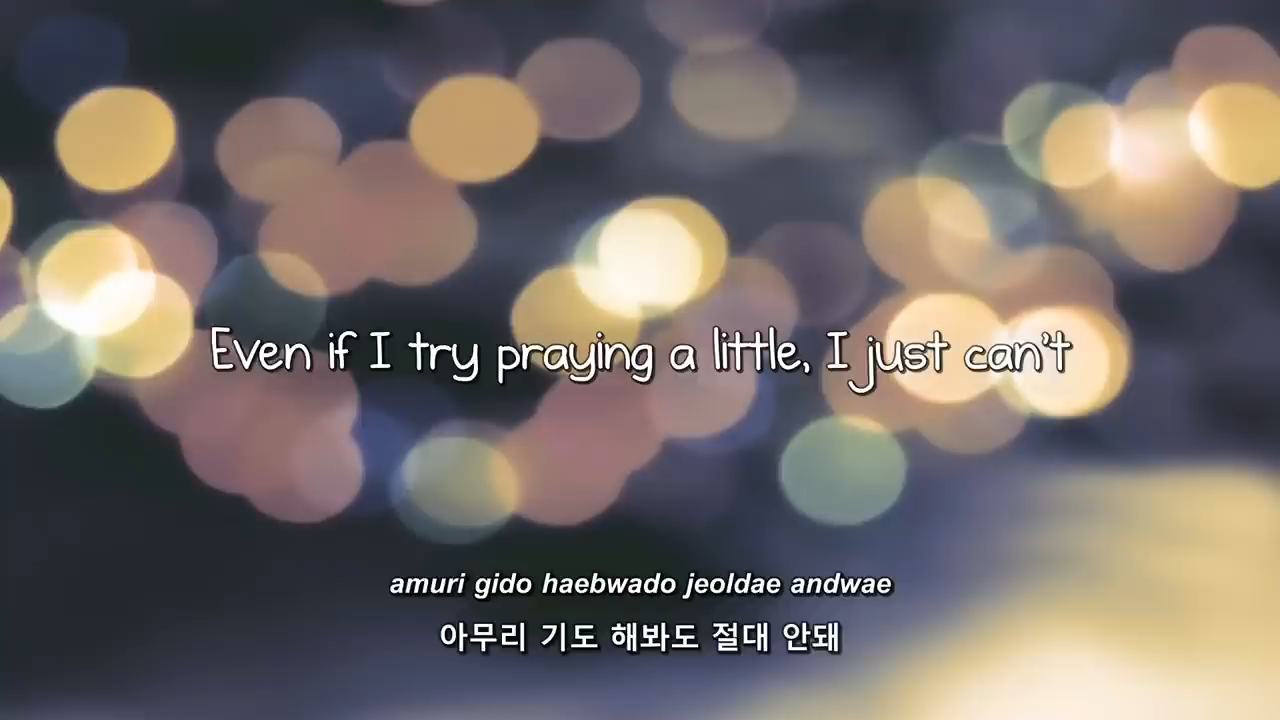 Even if I try praying a little, I just can't
amuri gido haebwado jeoldae andwae
아무리 기도 해봐도 절대 안돼